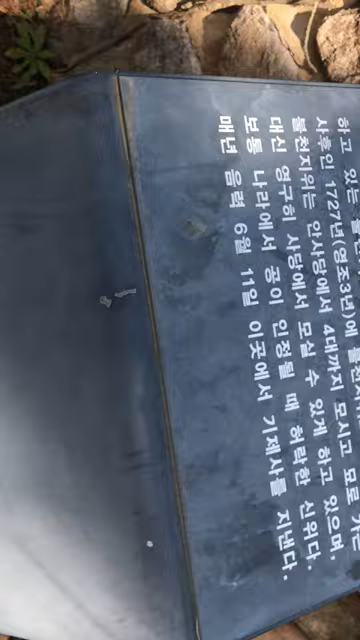 하고 있는
사후인 1727년(영조3년)에
불천지위는 안사당에서 4대까지 모시고 묘로 가는
대신 영구히 사당에서 모실 수 있게 하고 있으며,
보통 나라에서 공이 인정될 때 허락한 신위다.
매년 음력 6월 11일 이곳에서 기제사를 지낸다.